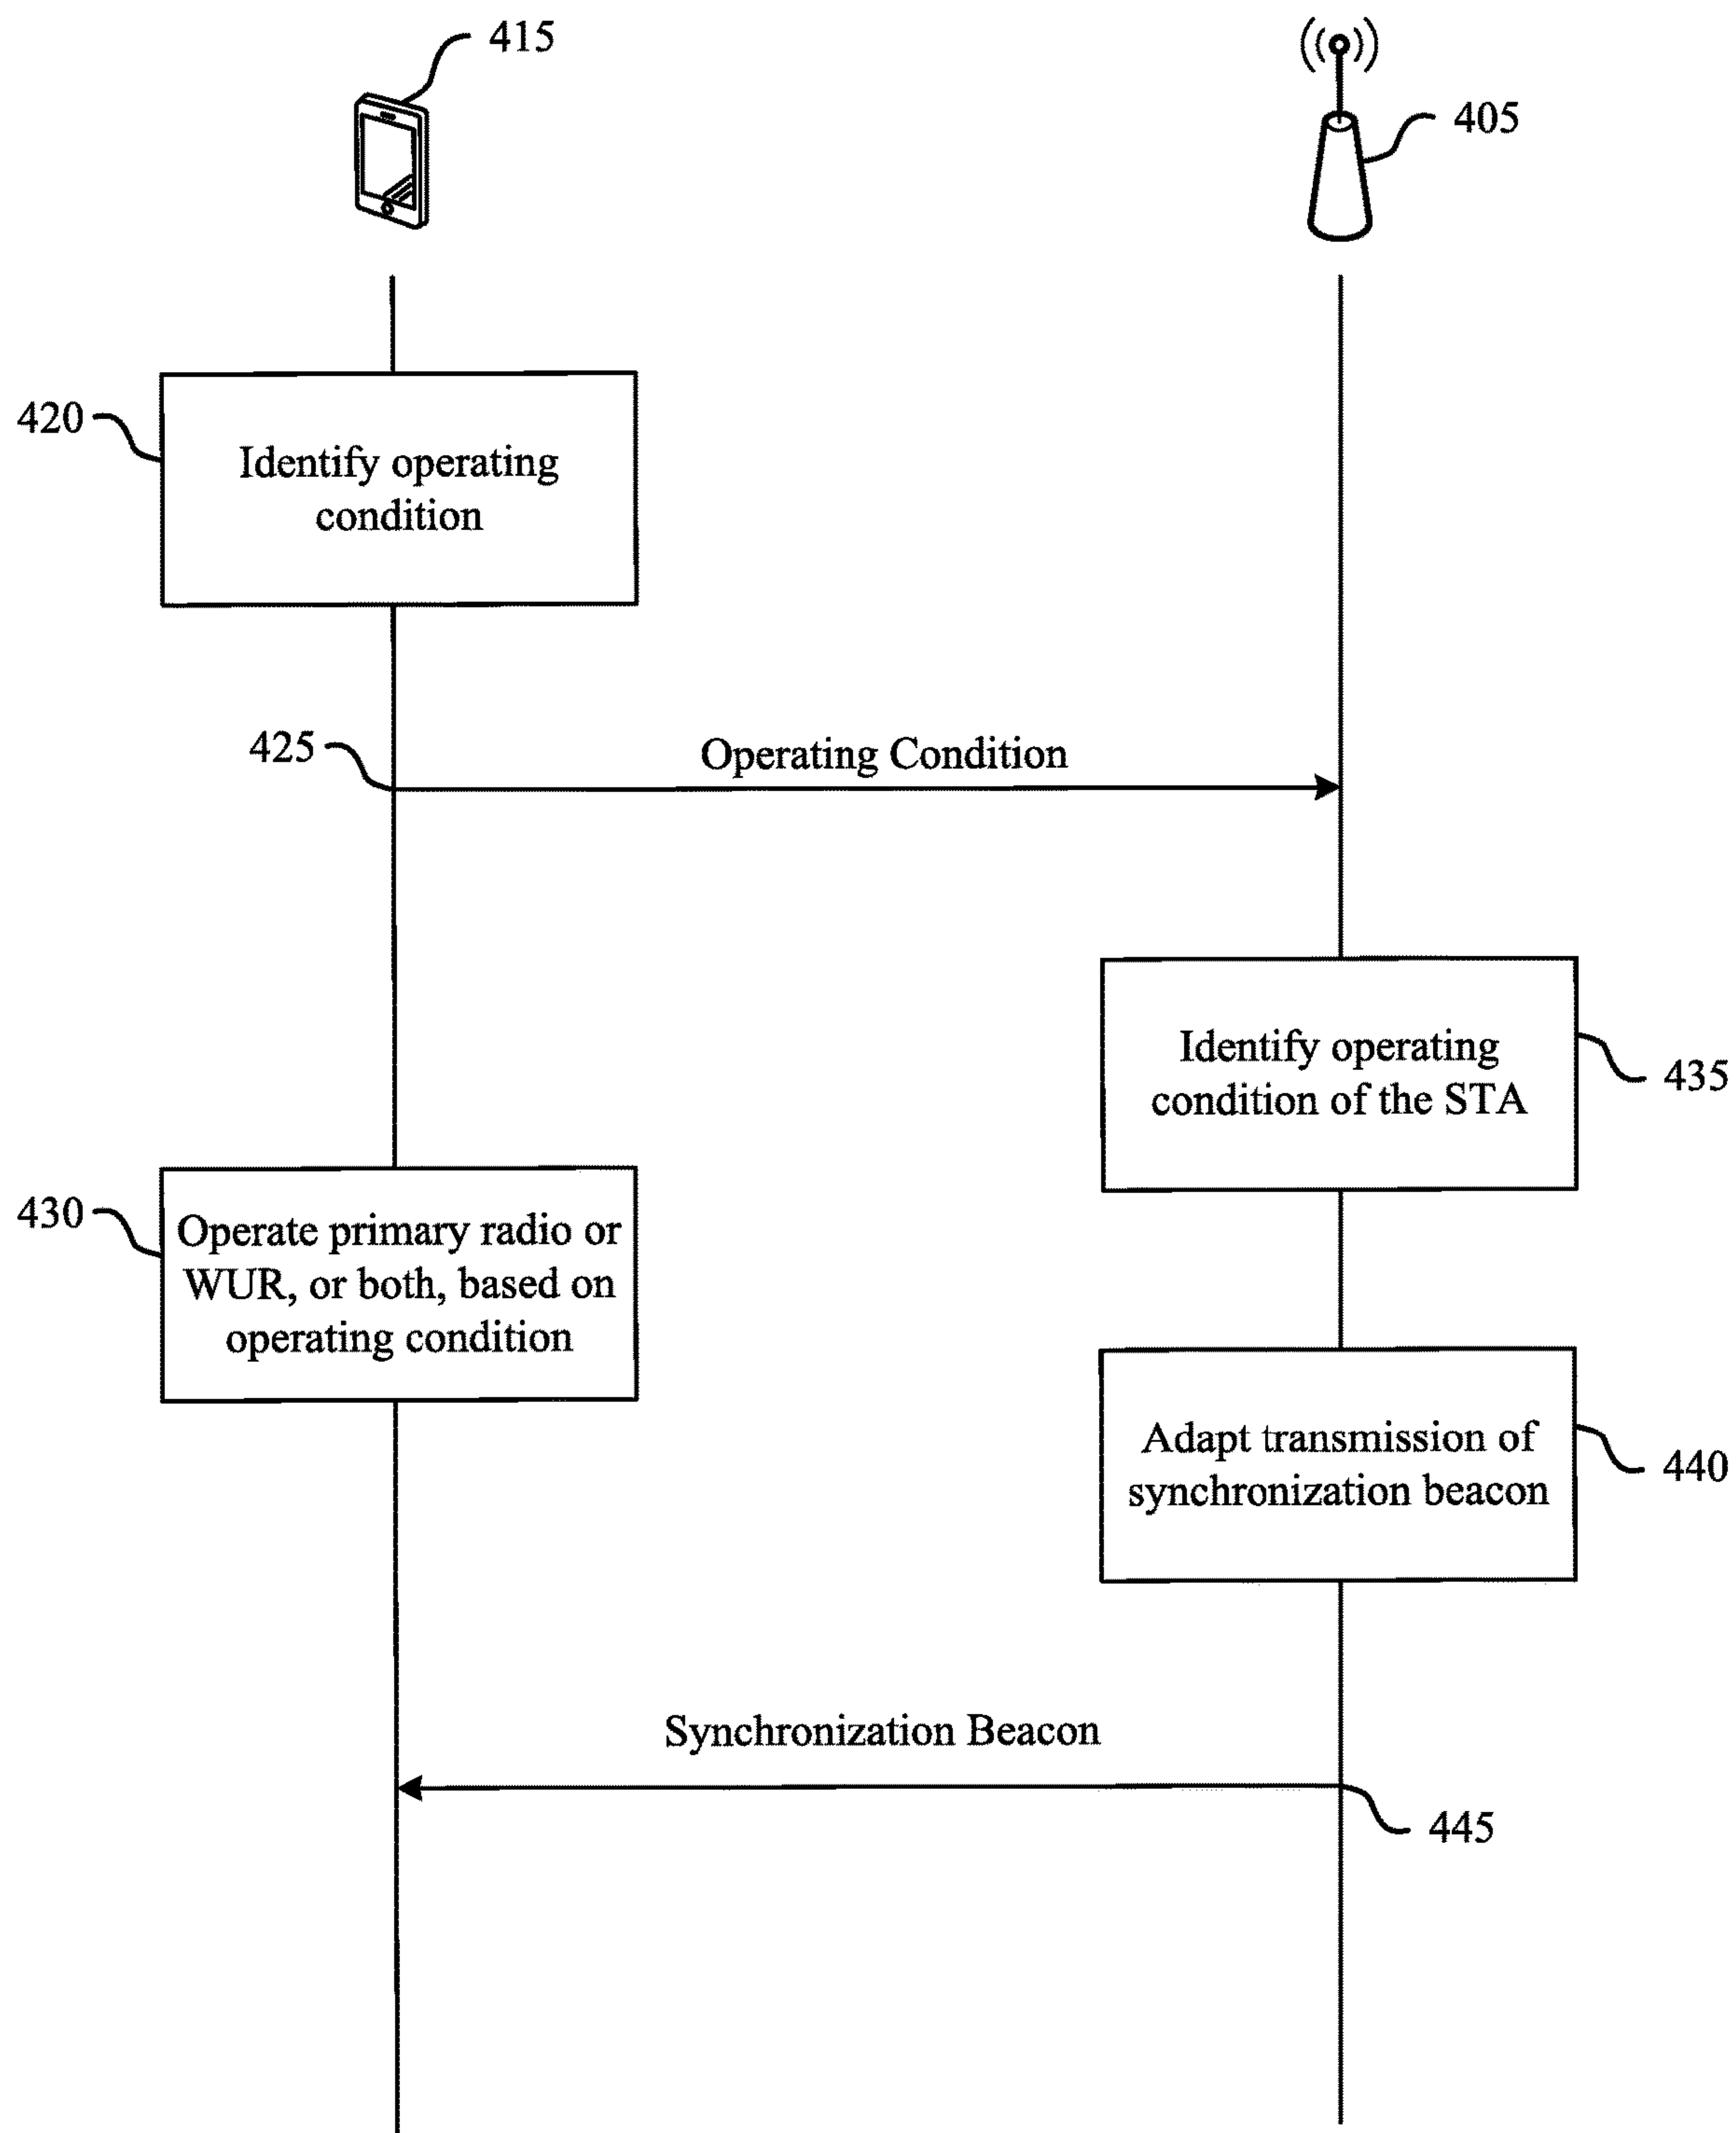 415
405
420
Identify operating
condition
425
Operating Condition
Identify operating
condition of the STA
435
430
Operate primary radio or
WUR, or both, based on
operating condition
Adapt transmission of
synchronization beacon
440
Synchronization Beacon
445